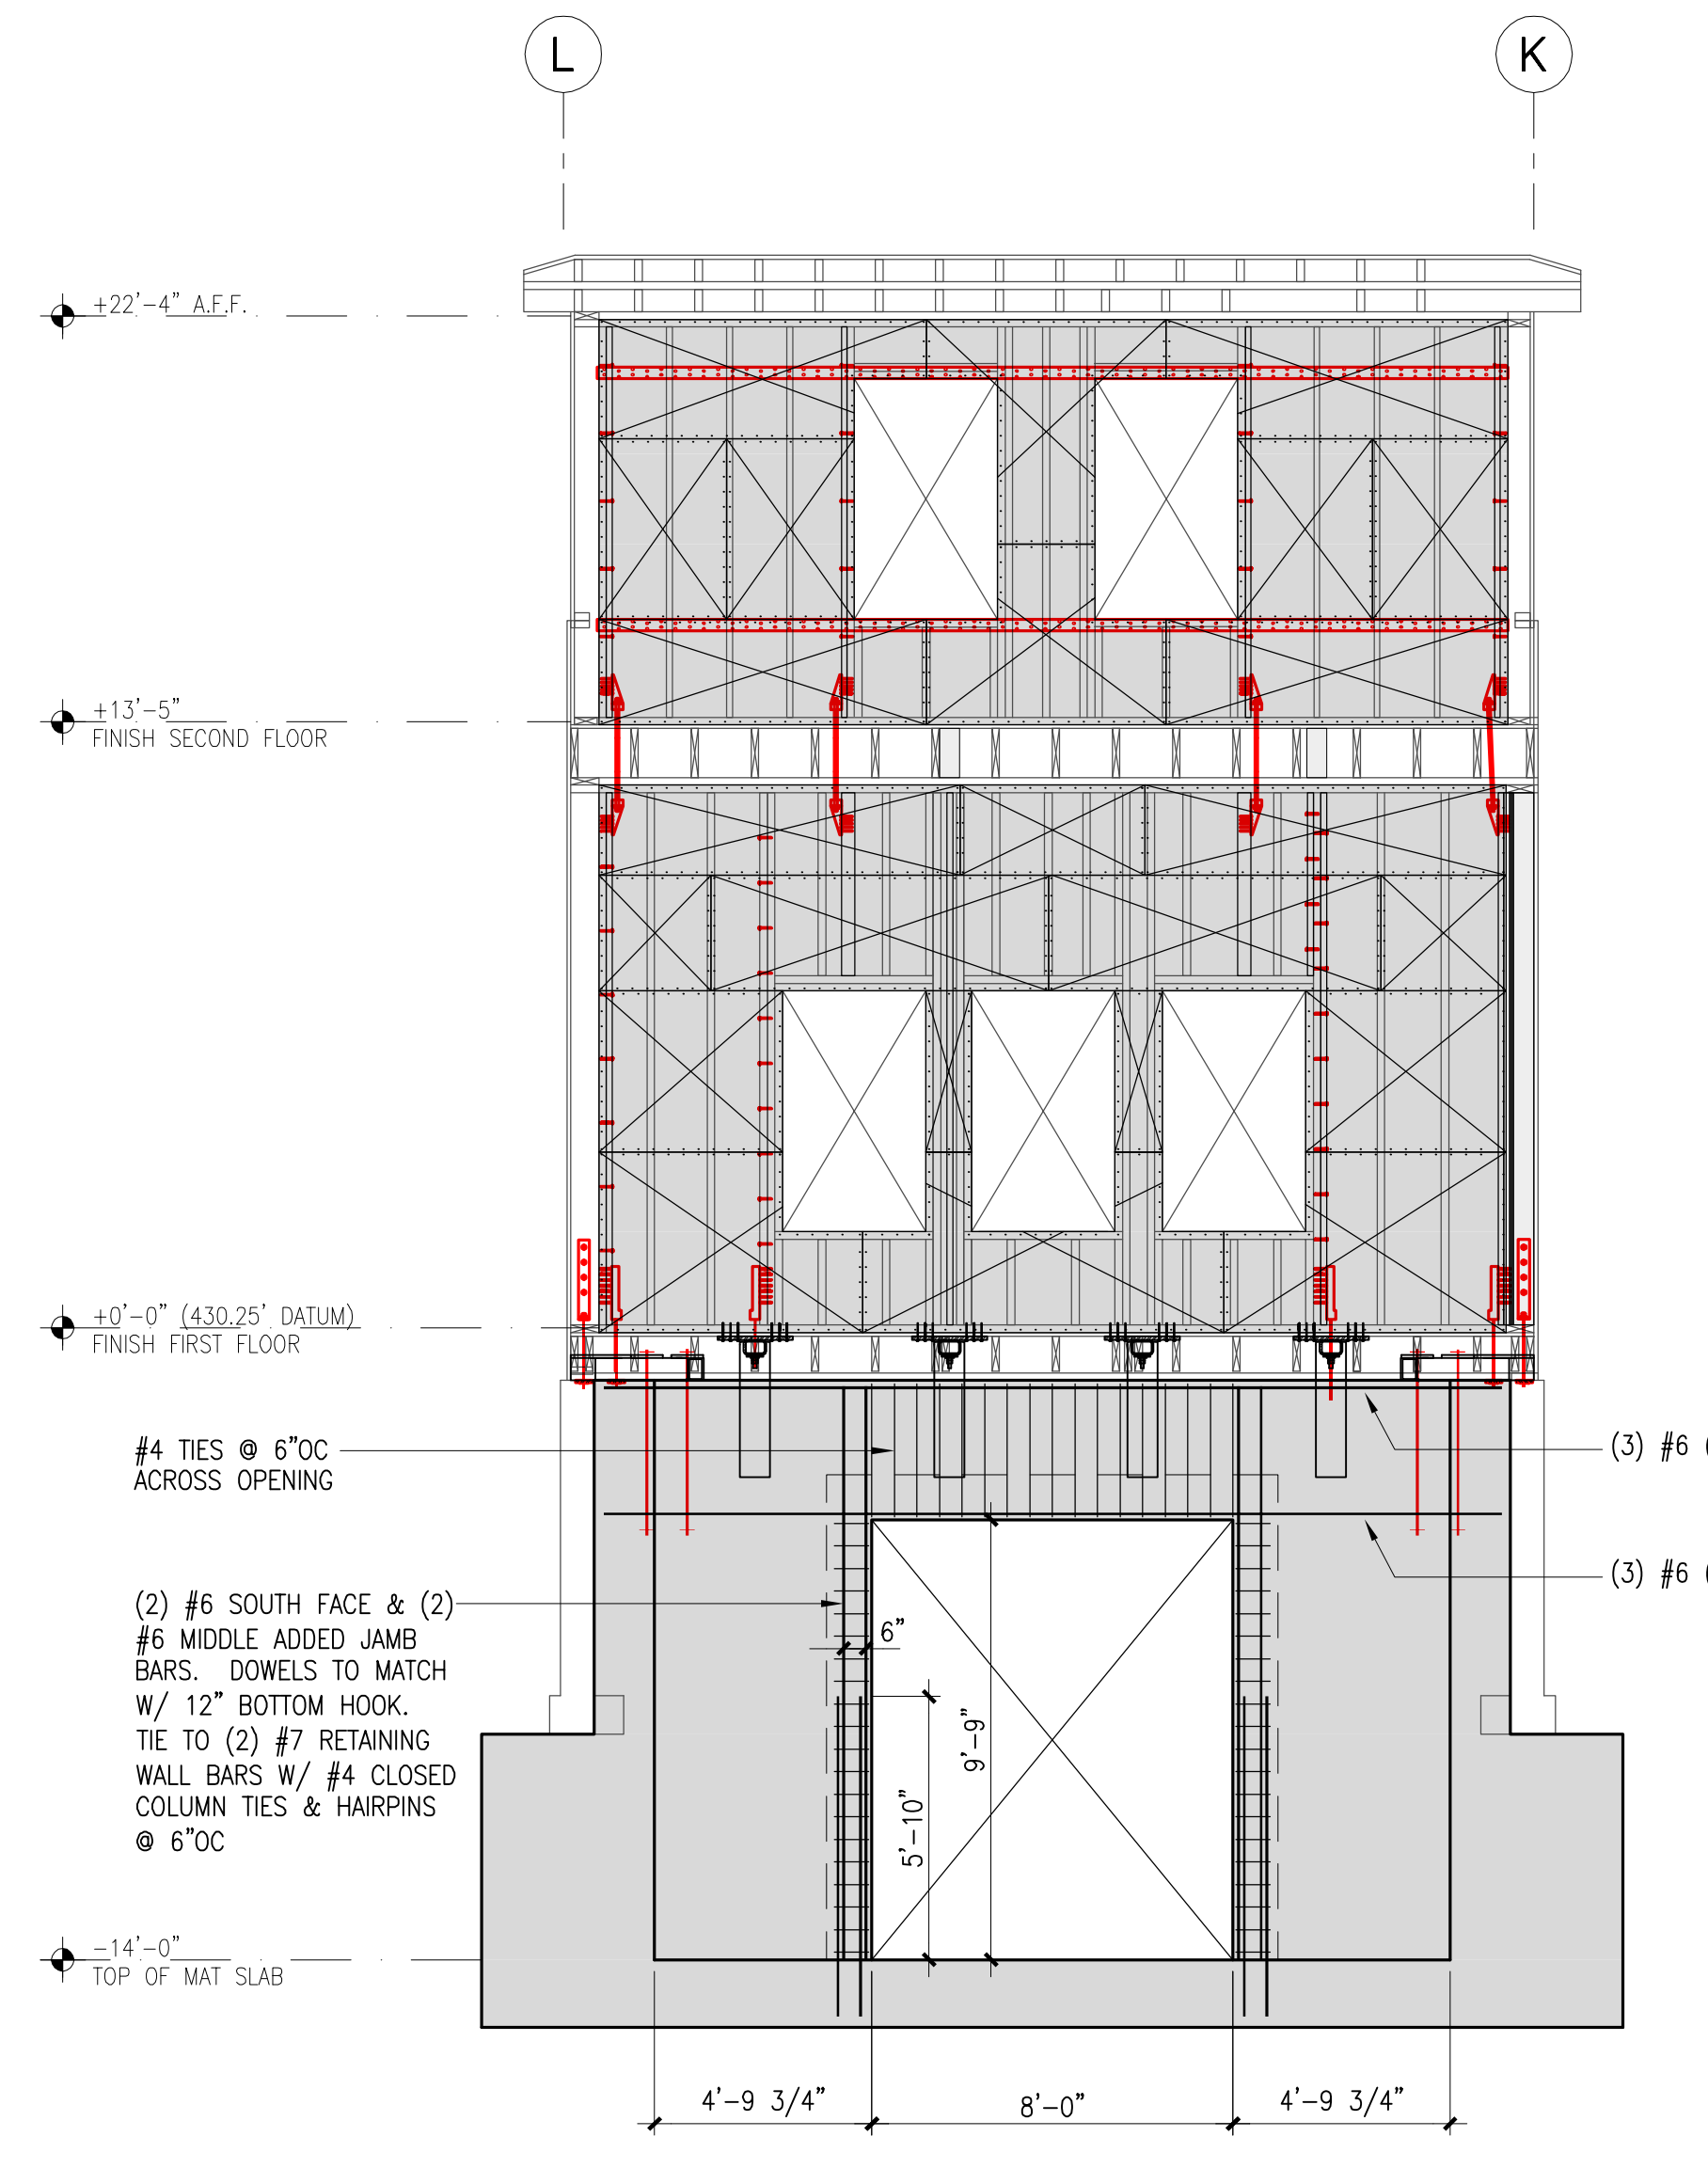 L
K
+22'-4" A.F.F.
+13'-5"
FINISH SECOND FLOOR
+0'-0" (430.25' DATUM)
FINISH FIRST FLOOR
#4 TIES @ 6"OC
ACROSS OPENING
(3) #6 (
(3) #6 (
(2) #6 SOUTH FACE & (2)
#6 MIDDLE ADDED JAMB
BARS. DOWELS TO MATCH
W/ 12" BOTTOM HOOK.
TIE TO (2) #7 RETAINING
WALL BARS W/ #4 CLOSED
COLUMN TIES & HAIRPINS
@ 6"OC
6"
9'-9"
5'-10"
-14'-0"
TOP OF MAT SLAB
4'-9 3/4"
8'-0"
4'-9 3/4"